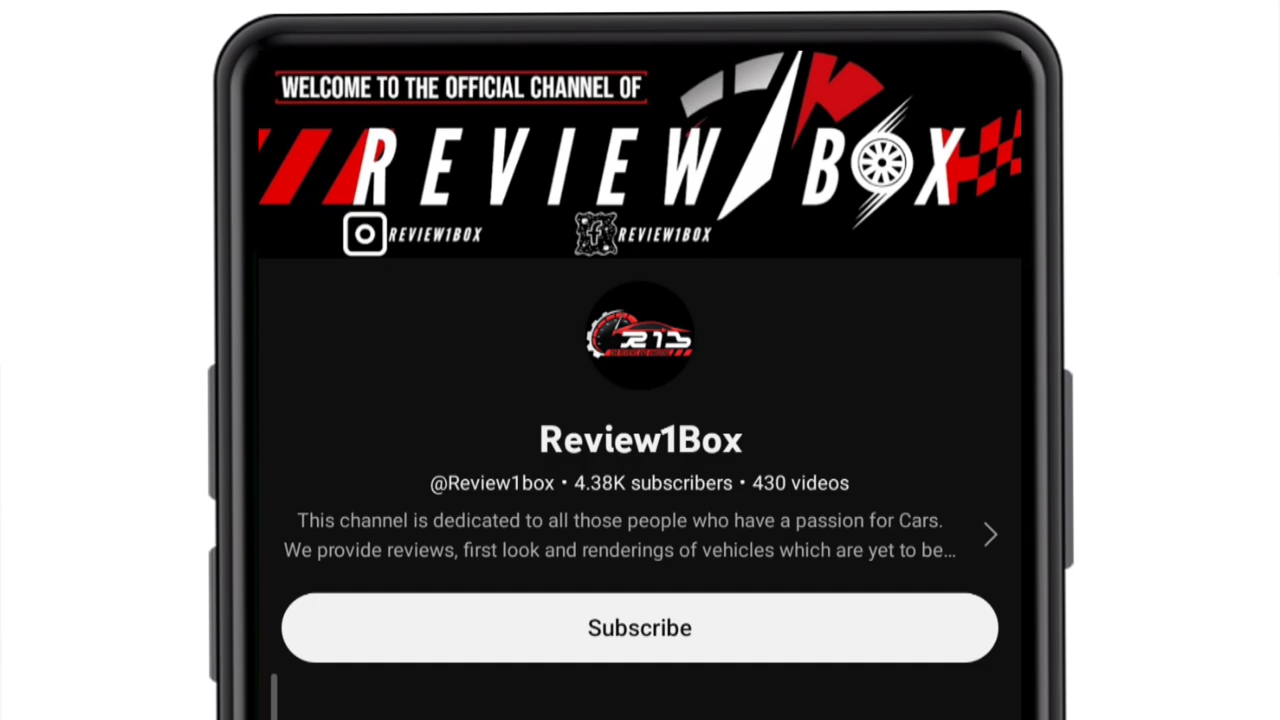 WELCOME TO THE OFFICIAL CHANNEL OF
REVIEW1BOX
REVIEW1BOX
REVIEW1BOX
R1B
Review1Box
@Review1box • 4.38K subscribers • 430 videos
This channel is dedicated to all those people who have a passion for Cars.
We provide reviews, first look and renderings of vehicles which are yet to be...
Subscribe